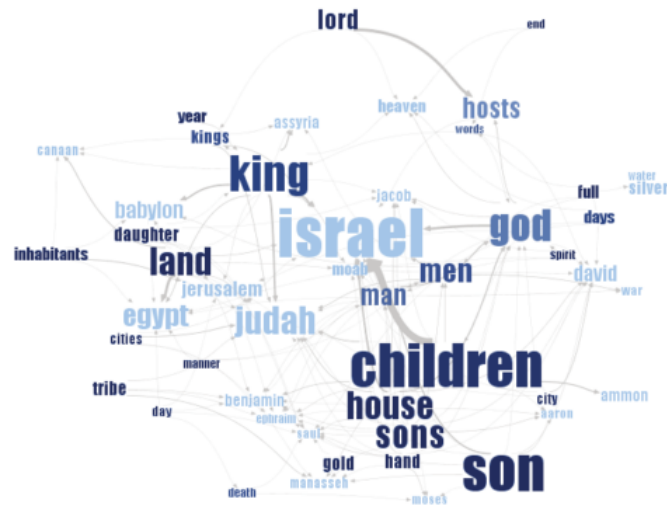 lord
end
heaven
hosts
year
assyria
words
kings
canaan
king
jacob
water
silver
full
babylon
israel
god
days
daughter
inhabitants
land
moab
men
spirit
david
jerusalem
man
war
egypt
judah
cities
children
manner
tribe
benjamin
house
city
ammon
day
ephraim
aaron
saul
sons
gold
hand
son
manasseh
death
moses